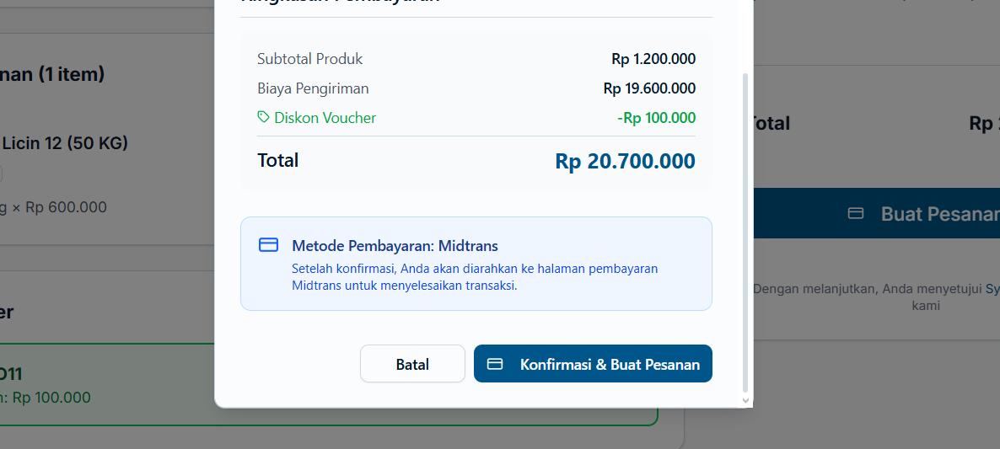 Ringkasan Pembayaran
Subtotal Produk Rp 1.200.000
Biaya Pengiriman Rp 19.600.000
Diskon Voucher -Rp 100.000
Total Rp 20.700.000
Metode Pembayaran: Midtrans
Setelah konfirmasi, Anda akan diarahkan ke halaman pembayaran
Midtrans untuk menyelesaikan transaksi.
Batal
Konfirmasi & Buat Pesanan
nan (1 item)
Licin 12 (50 KG)
g × Rp 600.000
er
011
n: Rp 100.000
Total Rp
Buat Pesanan
Dengan melanjutkan, Anda menyetujui Sy
kami